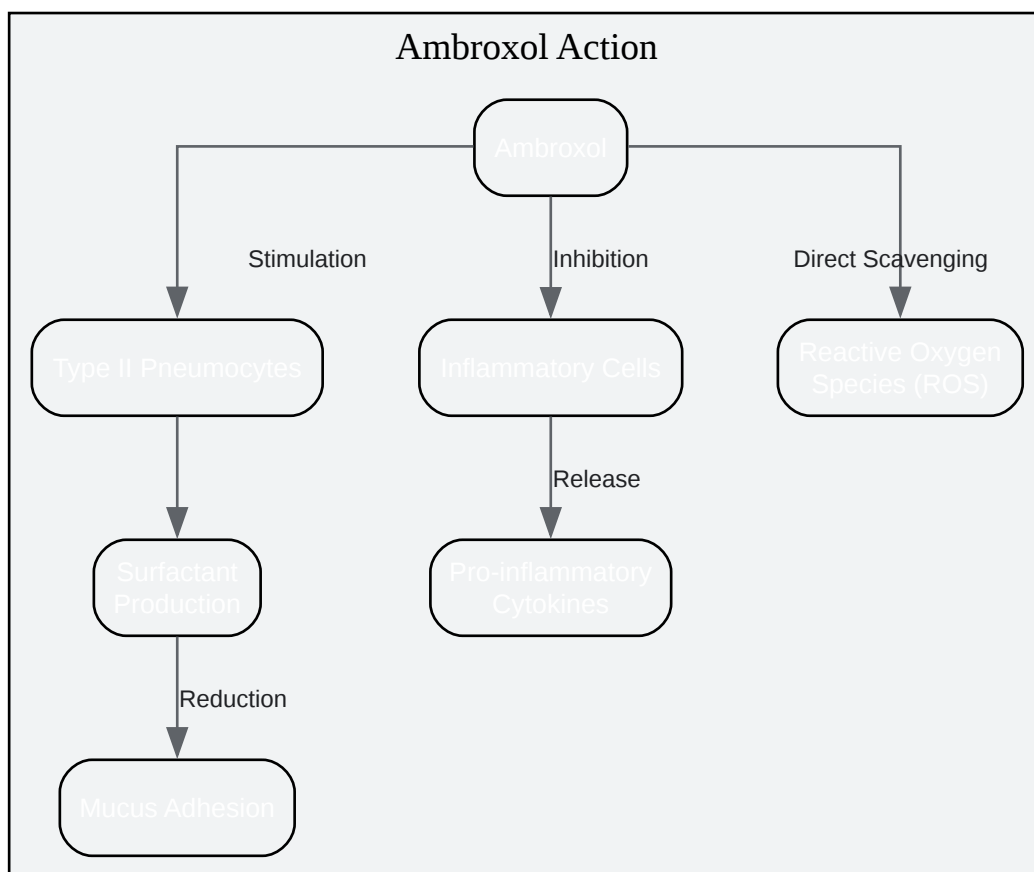 Ambroxol Action
Ambroxol
Stimulation
Inhibition
Direct Scavenging
Type II Pneumocytes
Inflammatory Cells
Reactive Oxygen
Species (ROS)
Release
Surfactant
Production
Pro-inflammatory
Cytokines
Reduction
Mucus Adhesion